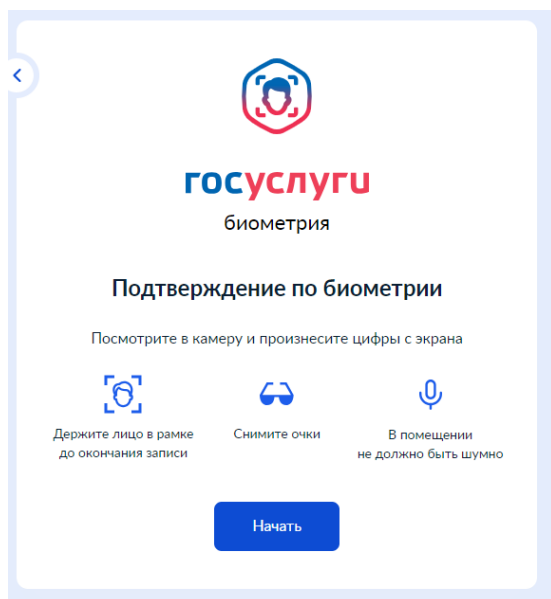 госуслуги
биометрия
Подтверждение по биометрии
Посмотрите в камеру и произнесите цифры с экрана
Держите лицо в рамке
до окончания записи
Снимите очки
В помещении
не должно быть шумно
Начать